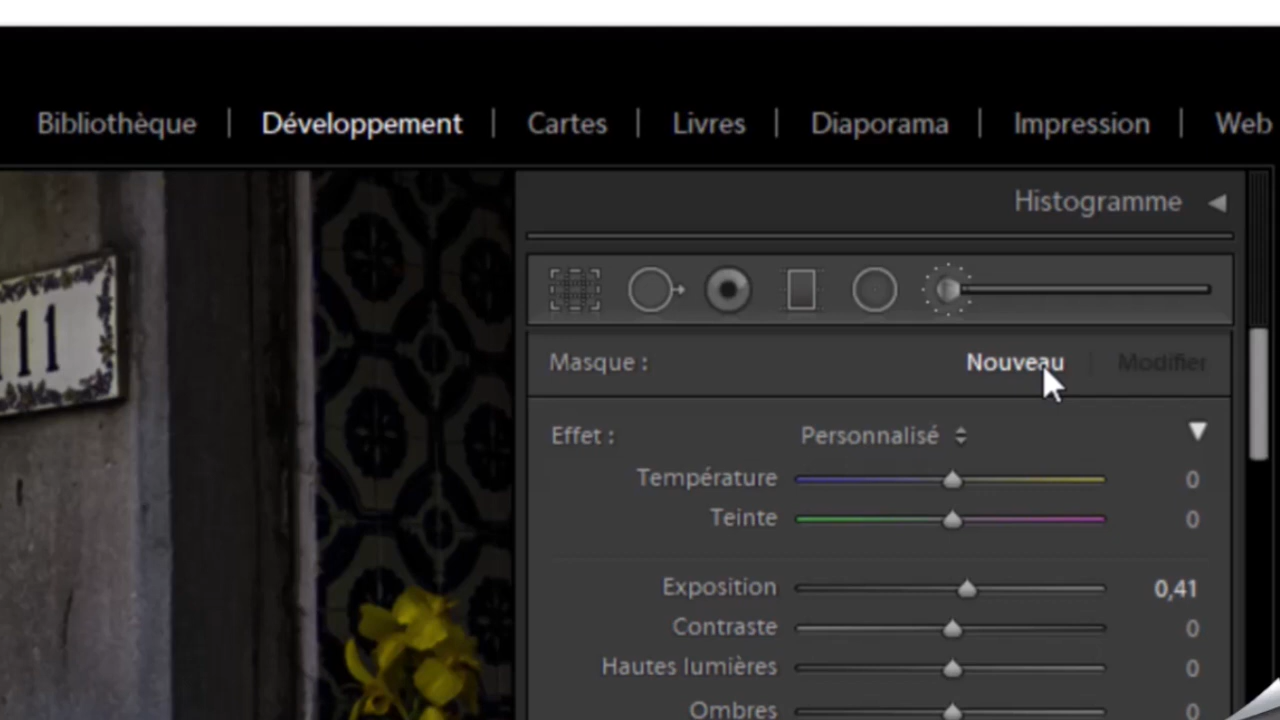 Bibliothèque | Développement | Cartes | Livres | Diaporama | Impression | Web
Histogramme
111
Masque : Nouveau | Modifier
Effet : Personnalisé
Température 0
Teinte 0
Exposition 0,41
Contraste 0
Hautes lumières 0
Ombres 0